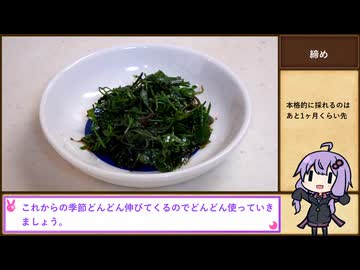 締め
本格的に採れるのは
あと1ヶ月くらい先
これからの季節どんどん伸びてくるのでどんどん使っていき
ましょう。